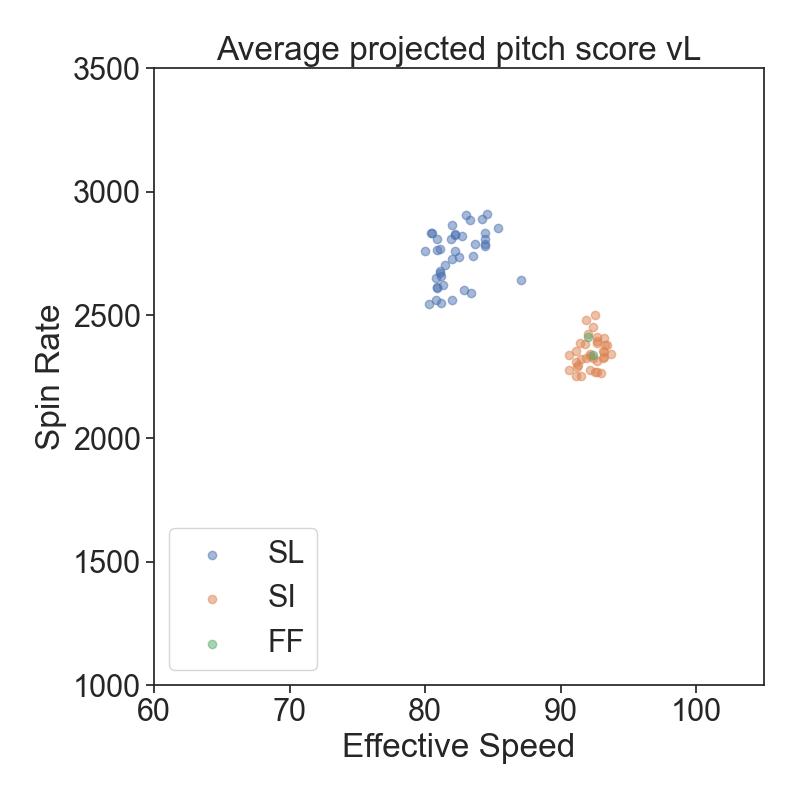 Average projected pitch score vL
3500
3000
2500
2000
1500
1000
Spin Rate
SL
SI
FF
60 70 80 90 100
Effective Speed